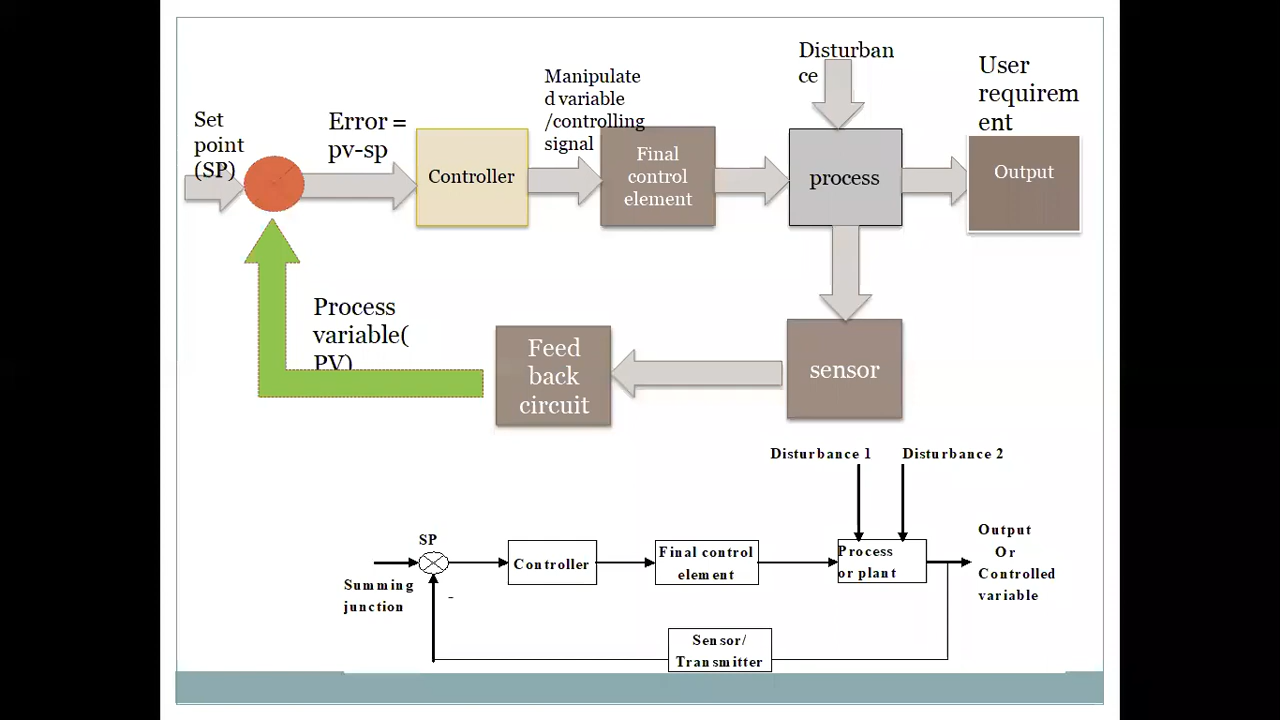 Set
point
(SP)
Error =
pv-sp
Controller
Manipulate
d variable
/controlling
signal
Final
control
element
Disturban
ce
process
User
requirem
ent
Output
Process
variable(
PV)
Feed
back
circuit
sensor
Disturbance 1
Disturbance 2
SP
Summing
junction
-
Controller
Final control
element
Process
or plant
Output
Or
Controlled
variable
Sensor/
Transmitter